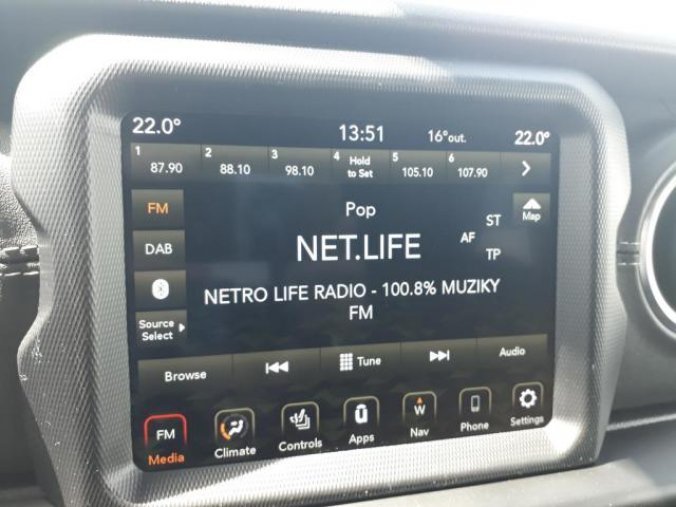 22.0° 13:51 16°out. 22.0°
1 87.90 2 88.10 3 98.10 4 Hold to Set 5 105.10 6 107.90
FM Pop ST Map
AF
DAB NET.LIFE TP
NETRO LIFE RADIO - 100.8% MUZIKY
FM
Source
Select
Browse Tune Audio
FM W
Media Climate Controls Apps Nav Phone Settings